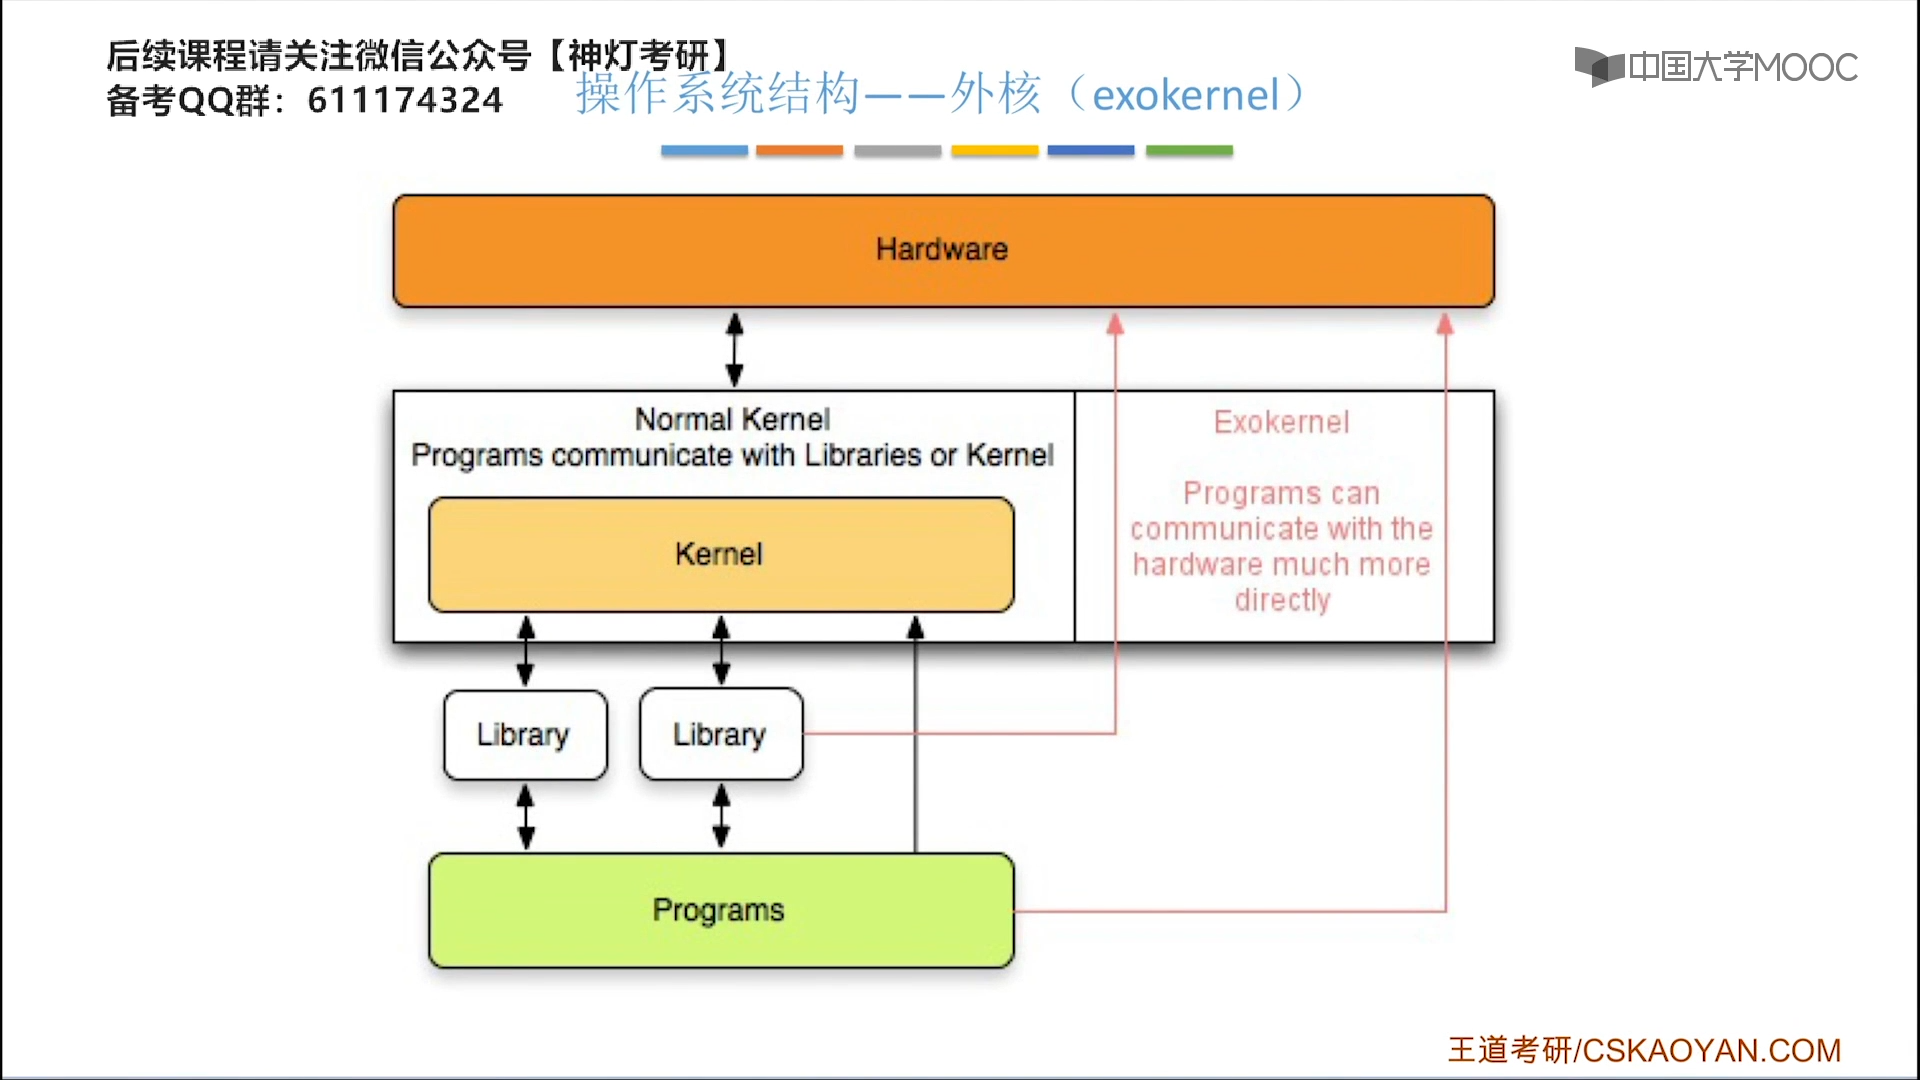 后续课程请关注微信公众号【神灯考研】
备考QQ群：611174324
中国大学MOOC
操作系统结构——外核（exokernel）
Hardware
Normal Kernel
Programs communicate with Libraries or Kernel
Kernel
Exokernel
Programs can
communicate with the
hardware much more
directly
Library
Library
Programs
王道考研/CSKAOYAN.COM